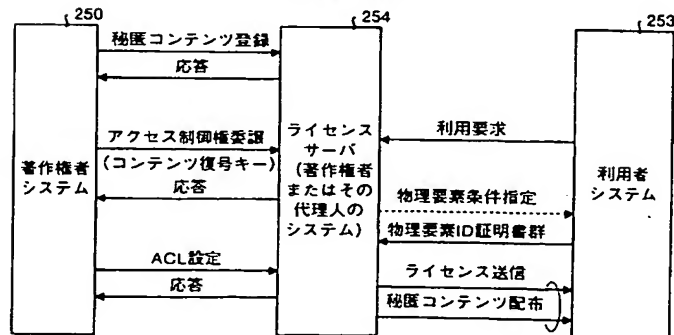 250
254
253
秘匿コンテンツ登録
応答
アクセス制御権委譲
(コンテンツ復号キー)
応答
ACL設定
応答
著作権者
システム
ライセンス
サーバ
(著作権者
またはその
代理人の
システム)
利用要求
物理要素条件指定
物理要素ID証明書群
ライセンス送信
秘匿コンテンツ配布
利用者
システム